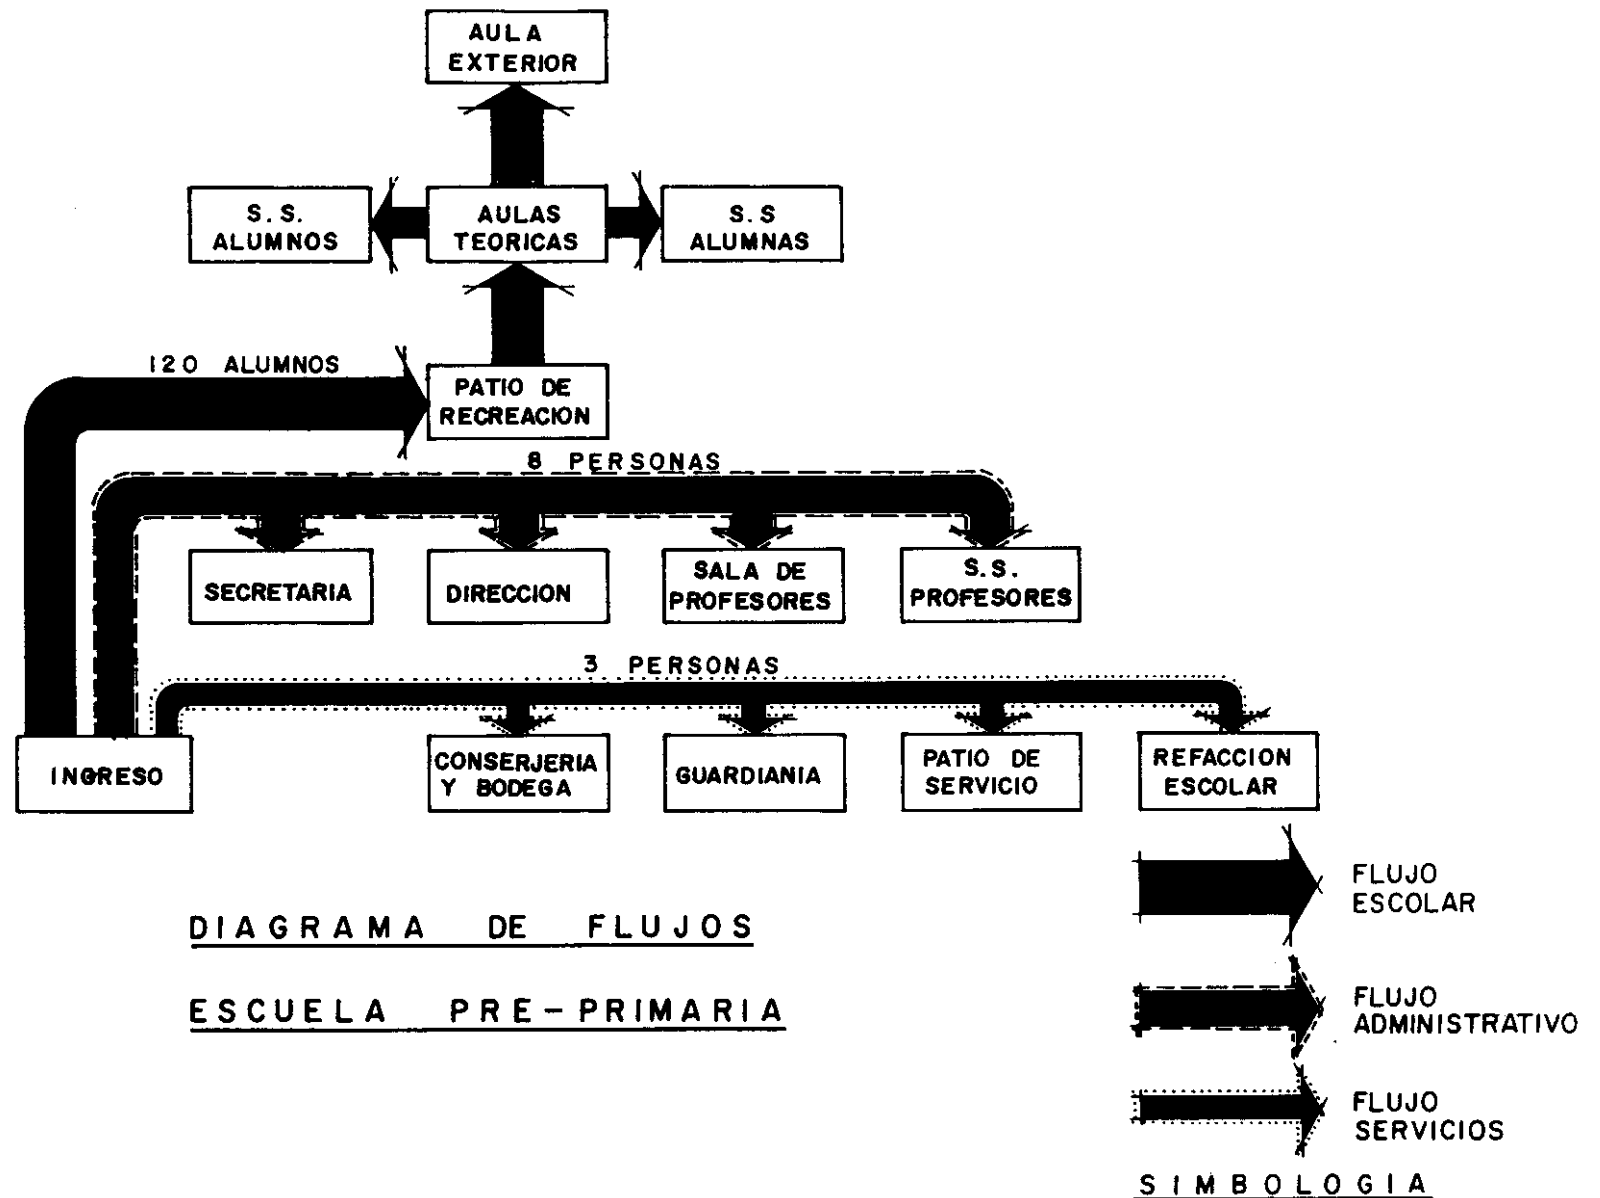 AULA
EXTERIOR
S.S.
ALUMNOS
AULAS
TEORICAS
S.S
ALUMNAS
120 ALUMNOS
PATIO DE
RECREACION
8 PERSONAS
SECRETARIA
DIRECCION
SALA DE
PROFESORES
S.S.
PROFESORES
3 PERSONAS
INGRESO
CONSERJERIA
Y BODEGA
GUARDIANIA
PATIO DE
SERVICIO
REFACCION
ESCOLAR
DIAGRAMA DE FLUJOS
ESCUELA PRE-PRIMARIA
FLUJO
ESCOLAR
FLUJO
ADMINISTRATIVO
FLUJO
SERVICIOS
SIMBOLOGIA